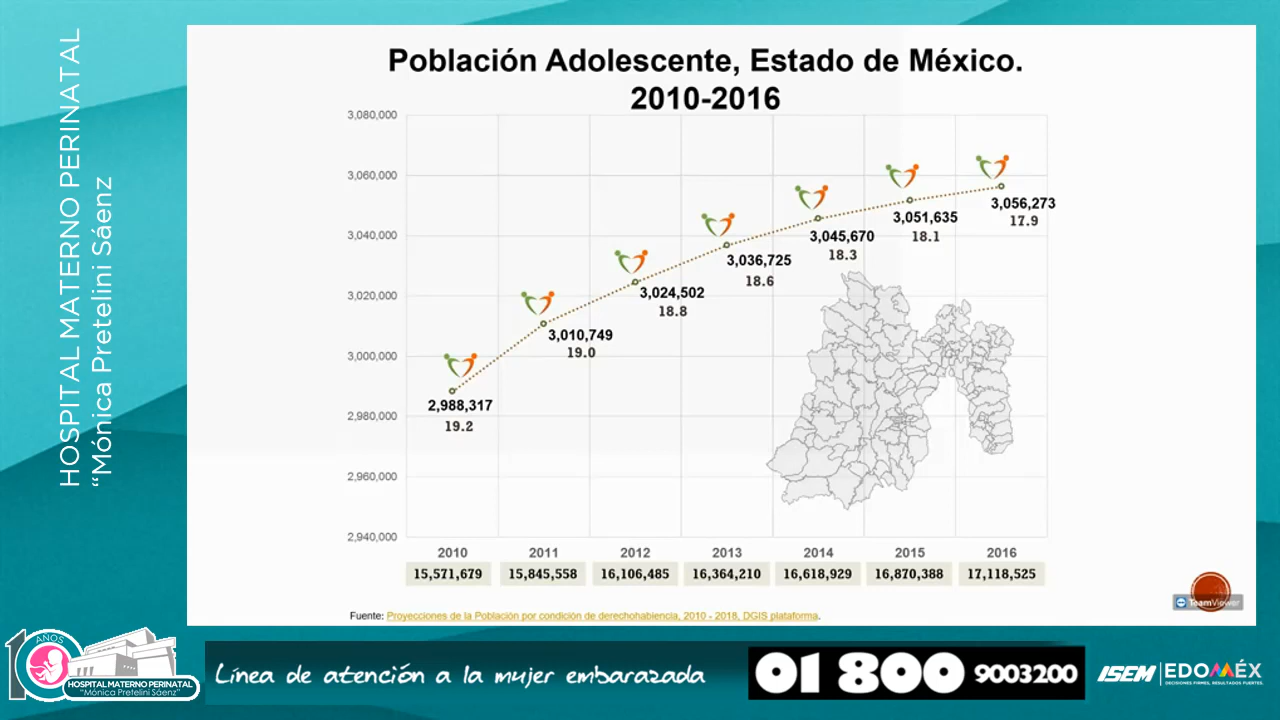 HOSPITAL MATERNO PERINATAL
“Mónica Pretelini Sáenz
Población Adolescente, Estado de México.
2010-2016
3,080,000
3,060,000
3,040,000
3,020,000
3,000,000
2,980,000
2,960,000
2,940,000
2,988,317
19.2
3,010,749
19.0
3,024,502
18.8
3,036,725
18.6
3,045,670
18.3
3,051,635
18.1
3,056,273
17.9
2010 2011 2012 2013 2014 2015 2016
15,571,679 15,845,558 16,106,485 16,364,210 16,618,929 16,870,388 17,118,525
Fuente: Proyecciones de la Población por condición de derechohabiencia, 2010 - 2018, DGIS plataforma.
TeamViewer
10 AÑOS
HOSPITAL MATERNO PERINATAL
“Mónica Pretelini Sáenz”
Línea de atención a la mujer embarazada
01 800 9003200
ISEM
EDOMÉX
DECISIONES FIRMES, RESULTADOS FUERTES.